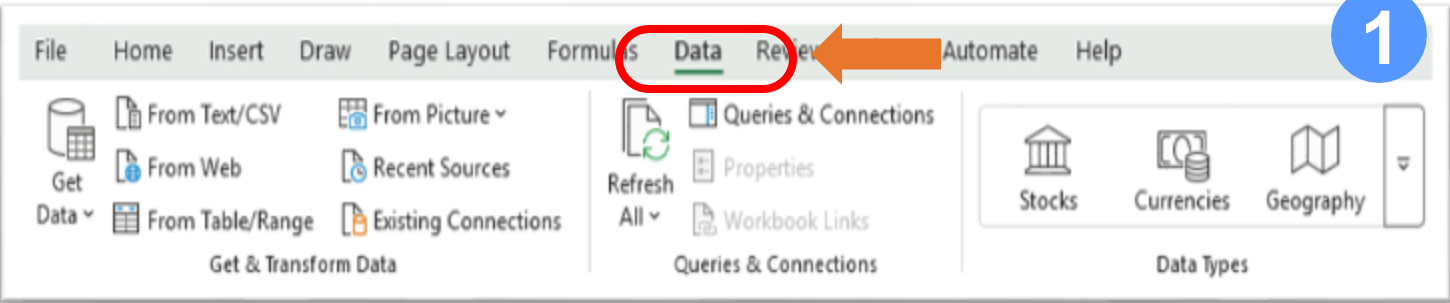 1
File Home Insert Draw Page Layout Formulas Data Review Automate Help
From Text/CSV From Picture Queries & Connections
From Web Recent Sources Properties
Get Data From Table/Range Existing Connections Refresh All Workbook Links Stocks Currencies Geography
Get & Transform Data Queries & Connections Data Types